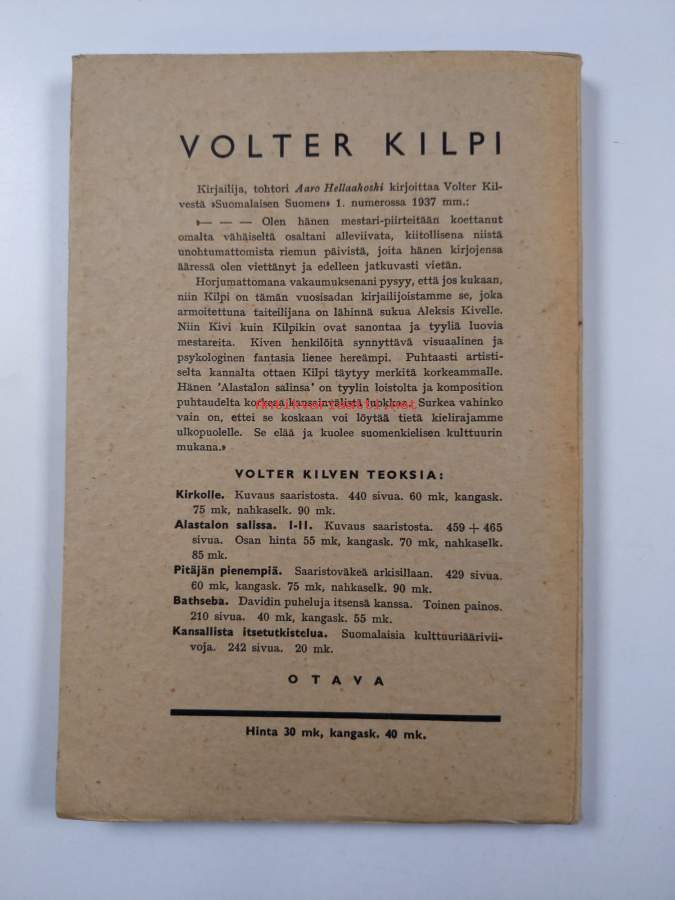 VOLTER KILPI
Kirjailija, tohtori Aaro Hellaakoski kirjoittaa Volter Kil-
vestä »Suomalaisen Suomen» 1. numerossa 1937 mm.:
»— — — Olen hänen mestari-piirteitään koettanut
omalta vähäiseltä osaltani alleviivata, kiitollisena niistä
unohtumattomista riemun päivistä, joita hänen kirjojensa
ääressä olen viettänyt ja edelleen jatkuvasti vietän.
Horjumattomana vakaumuksenani pysyy, että jos kukaan,
niin Kilpi on tämän vuosisadan kirjailijoistamme se, joka
armoitettuna taiteilijana on lähinnä sukua Aleksis Kivelle.
Niin Kivi kuin Kilpikin ovat sanontaa ja tyyliä luovia
mestareita. Kiven henkilöitä synnyttävä visuaalinen ja
psykologinen fantasia lienee hereämpi. Puhtaasti artisti-
selta kannalta ottaen Kilpi täytyy merkitä korkeammalle.
Hänen 'Alastalon salinsa' on tyylin loistolta ja komposition
puhtaudelta korkeaa kansainvälistä luokkaa. Surkea vahinko
Antikvariaatti.net
vain on, ettei se koskaan voi löytää tietä kielirajamme
ulkopuolelle. Se elää ja kuolee suomenkielisen kulttuurin
mukana.»
VOLTER KILVEN TEOKSIA:
Kirkolle. Kuvaus saaristosta. 440 sivua. 60 mk, kangask.
75 mk, nahkaselk. 90 mk.
Alastalon salissa. I-II. Kuvaus saaristosta. 459 + 465
sivua. Osan hinta 55 mk, kangask. 70 mk, nahkaselk.
85 mk.
Pitäjän pienempiä. Saaristoväkeä arkisillaan. 429 sivua.
60 mk, kangask. 75 mk, nahkaselk. 90 mk.
Bathseba. Davidin puheluja itsensä kanssa. Toinen painos.
210 sivua. 40 mk, kangask. 55 mk.
Kansallista itsetutkistelua. Suomalaisia kulttuuriääriivii-
voja. 242 sivua. 20 mk.
OTAVA
Hinta 30 mk, kangask. 40 mk.